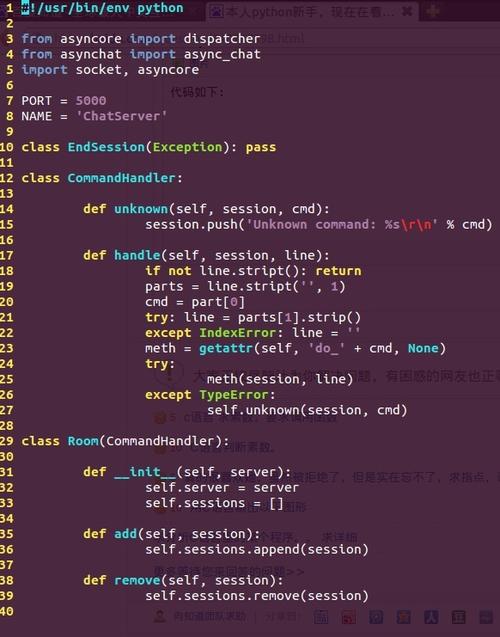 本人python新手，现在在看...
98.html
代码如下:
1 #!/usr/bin/env python
2
3 from asyncore import dispatcher
4 from asynchat import async_chat
5 import socket, asyncore
6
7 PORT = 5000
8 NAME = 'ChatServer'
9
10 class EndSession(Exception): pass
11
12 class CommandHandler:
13
14 def unknown(self, session, cmd):
15 session.push('Unknown command: %s\r\n' % cmd)
16
17 def handle(self, session, line):
18 if not line.stript(): return
19 parts = line.stript('', 1)
20 cmd = part[0]
21 try: line = parts[1].strip()
22 except IndexError: line = ''
23 meth = getattr(self, 'do_' + cmd, None)
24 try:
25 meth(session, line)
26 except TypeError:
27 self.unknown(session, cmd)
28
29 class Room(CommandHandler):
30
31 def __init__(self, server):
32 self.server = server
33 self.sessions = []
34
35 def add(self, session):
36 self.sessions.append(session)
37
38 def remove(self, session):
39 self.sessions.remove(session)
40